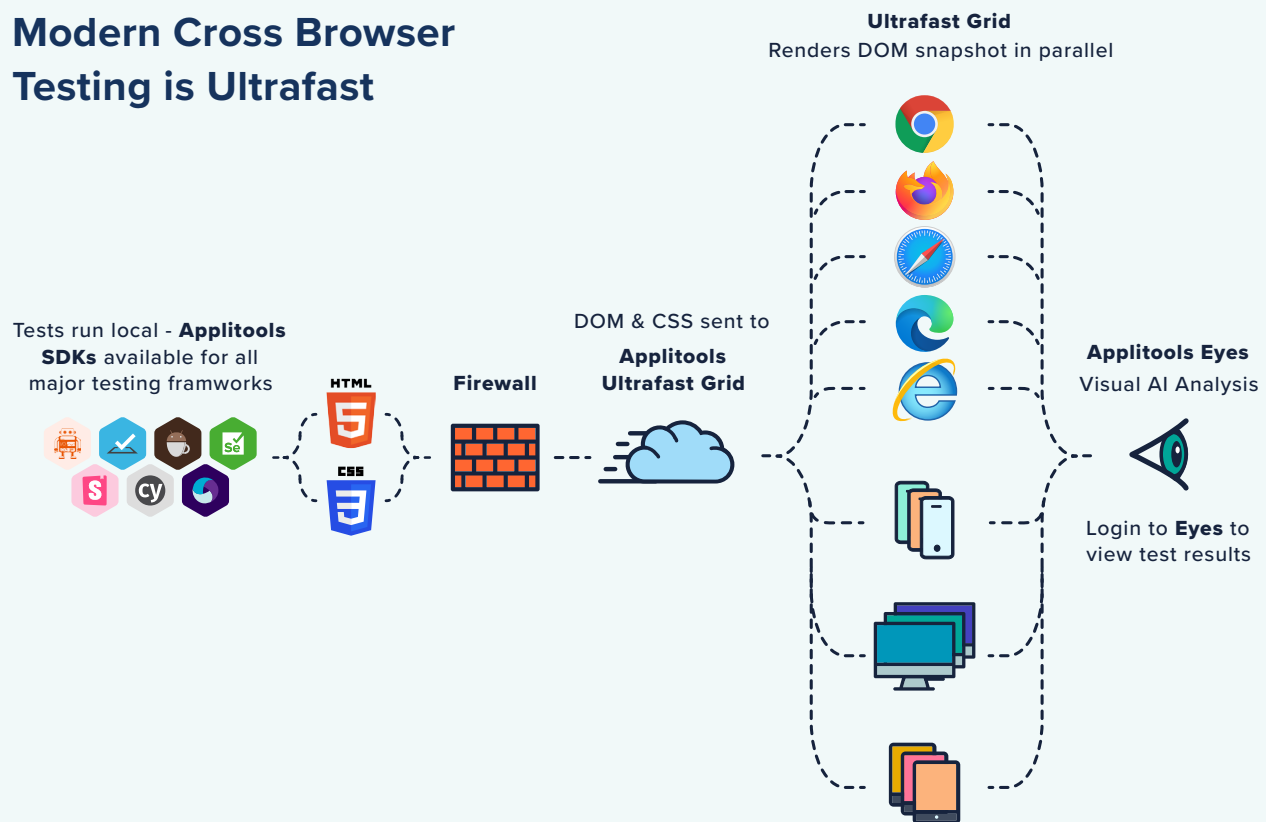 Modern Cross Browser
Testing is Ultrafast
Ultrafast Grid
Renders DOM snapshot in parallel
Tests run local - Applitools
SDKs available for all
major testing framworks
HTML
5
CSS
3
Se
S
cy
Firewall
DOM & CSS sent to
Applitools
Ultrafast Grid
Applitools Eyes
Visual AI Analysis
Login to Eyes to
view test results